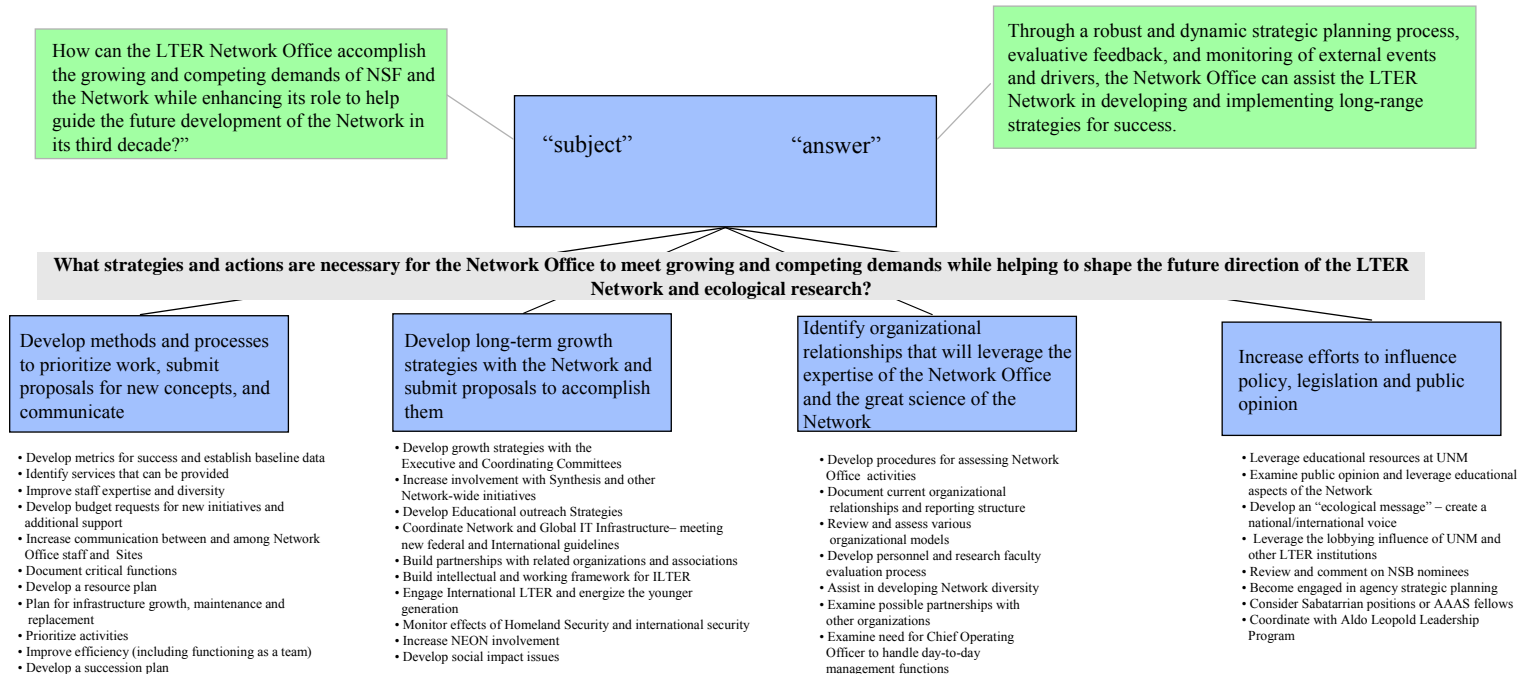 How can the LTER Network Office accomplish
the growing and competing demands of NSF and
the Network while enhancing its role to help
guide the future development of the Network in
its third decade?”
Through a robust and dynamic strategic planning process,
evaluative feedback, and monitoring of external events
and drivers, the Network Office can assist the LTER
Network in developing and implementing long-range
strategies for success.
“subject”
“answer”
What strategies and actions are necessary for the Network Office to meet growing and competing demands while helping to shape the future direction of the LTER
Network and ecological research?
Develop methods and processes
to prioritize work, submit
proposals for new concepts, and
communicate
• Develop metrics for success and establish baseline data
• Identify services that can be provided
• Improve staff expertise and diversity
• Develop budget requests for new initiatives and
additional support
• Increase communication between and among Network
Office staff and Sites
• Document critical functions
• Develop a resource plan
• Plan for infrastructure growth, maintenance and
replacement
• Prioritize activities
• Improve efficiency (including functioning as a team)
• Develop a succession plan
Develop long-term growth
strategies with the Network and
submit proposals to accomplish
them
• Develop growth strategies with the
Executive and Coordinating Committees
• Increase involvement with Synthesis and other
Network-wide initiatives
• Develop Educational outreach Strategies
• Coordinate Network and Global IT Infrastructure– meeting
new federal and International guidelines
• Build partnerships with related organizations and associations
• Build intellectual and working framework for ILTER
• Engage International LTER and energize the younger
generation
• Monitor effects of Homeland Security and international security
• Increase NEON involvement
• Develop social impact issues
Identify organizational
relationships that will leverage the
expertise of the Network Office
and the great science of the
Network
• Develop procedures for assessing Network
Office activities
• Document current organizational
relationships and reporting structure
• Review and assess various
organizational models
• Develop personnel and research faculty
evaluation process
• Assist in developing Network diversity
• Examine possible partnerships with
other organizations
• Examine need for Chief Operating
Officer to handle day-to-day
management functions
Increase efforts to influence
policy, legislation and public
opinion
• Leverage educational resources at UNM
• Examine public opinion and leverage educational
aspects of the Network
• Develop an “ecological message” – create a
national/international voice
• Leverage the lobbying influence of UNM and
other LTER institutions
• Review and comment on NSB nominees
• Become engaged in agency strategic planning
• Consider Sabatarrian positions or AAAS fellows
• Coordinate with Aldo Leopold Leadership
Program